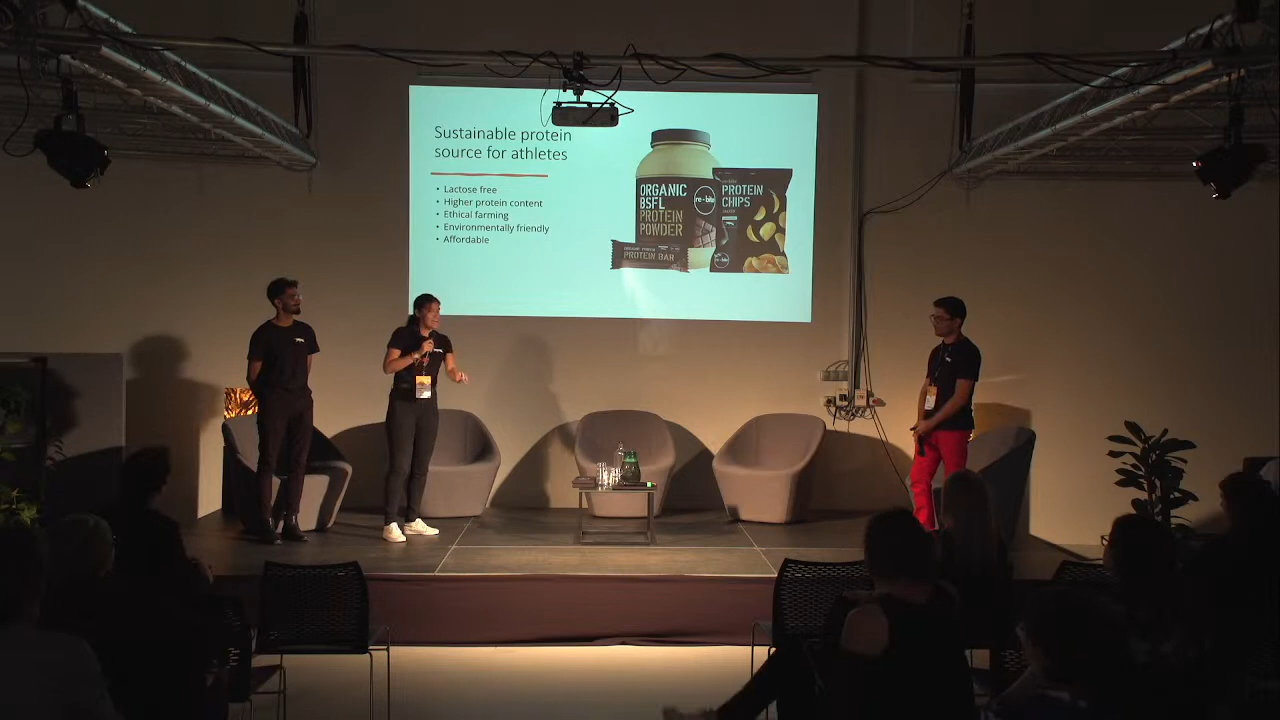 Sustainable protein
source for athletes
• Lactose free
• Higher protein content
• Ethical farming
• Environmentally friendly
• Affordable
ORGANIC
BSFL
PROTEIN
POWDER
re-bite
PROTEIN
CHIPS
PROTEIN BAR